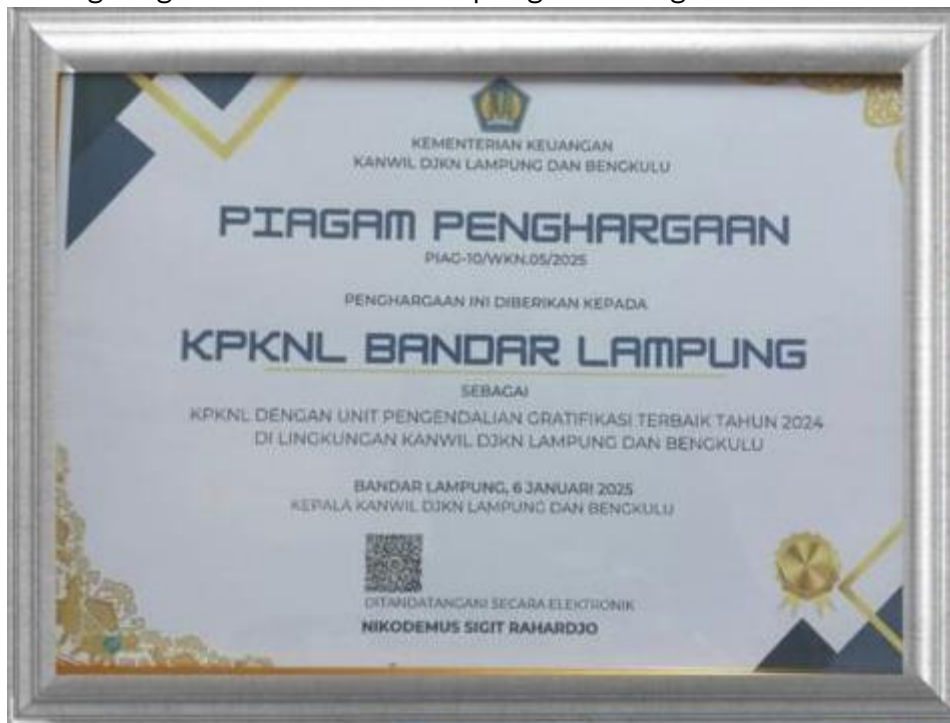 KEMENTERIAN KEUANGAN
KANWIL DJKN LAMPUNG DAN BENGKULU
PIAGAM PENGHARGAAN
PIAG-10/WKN.05/2025
PENGHARGAAN INI DIBERIKAN KEPADA
KPKNL BANDAR LAMPUNG
SEBAGAI
KPKNL DENGAN UNIT PENGENDALIAN GRATIFIKASI TERBAIK TAHUN 2024
DI LINGKUNGAN KANWIL DJKN LAMPUNG DAN BENGKULU
BANDAR LAMPUNG, 6 JANUARI 2025
KEPALA KANWIL DJKN LAMPUNG DAN BENGKULU
DITANDATANGANI SECARA ELEKTRONIK
NIKODEMUS SIGIT RAHARDJO